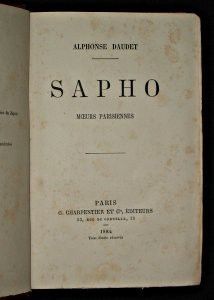 ALPHONSE DAUDET
SAPHO
MŒURS PARISIENNES
PARIS
G. CHARPENTIER ET Cie, ÉDITEURS
13, RUE DE GRENELLE, 13
1884
Tous droits réservés